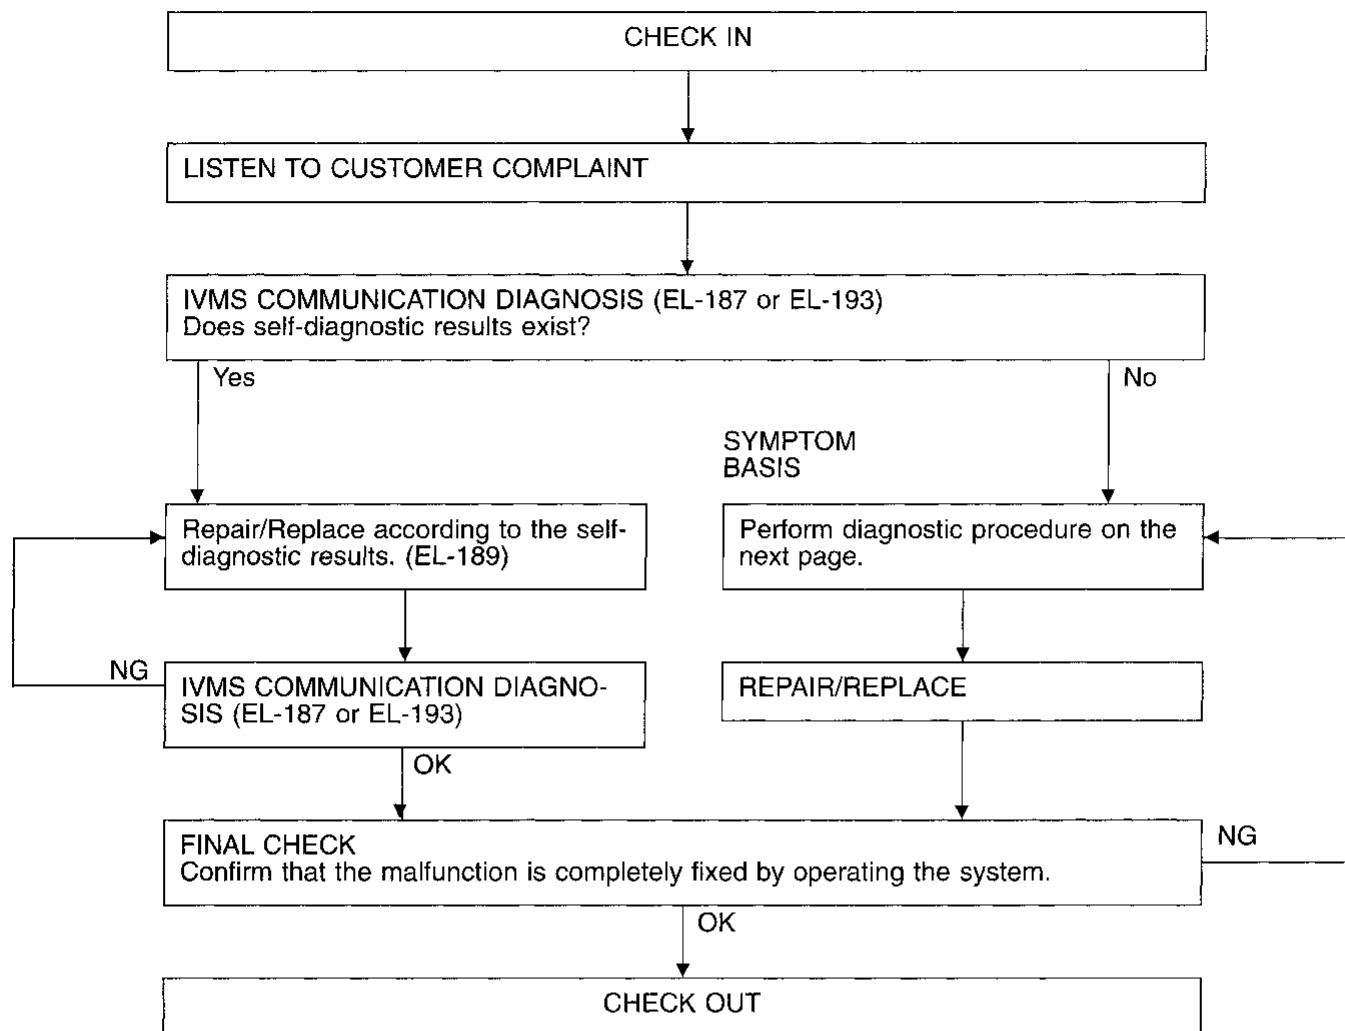 CHECK IN
LISTEN TO CUSTOMER COMPLAINT
IVMS COMMUNICATION DIAGNOSIS (EL-187 or EL-193)
Does self-diagnostic results exist?
Yes
No
SYMPTOM
BASIS
Repair/Replace according to the self-
diagnostic results. (EL-189)
Perform diagnostic procedure on the
next page.
NG
IVMS COMMUNICATION DIAGNO-
SIS (EL-187 or EL-193)
REPAIR/REPLACE
OK
FINAL CHECK
Confirm that the malfunction is completely fixed by operating the system.
NG
OK
CHECK OUT